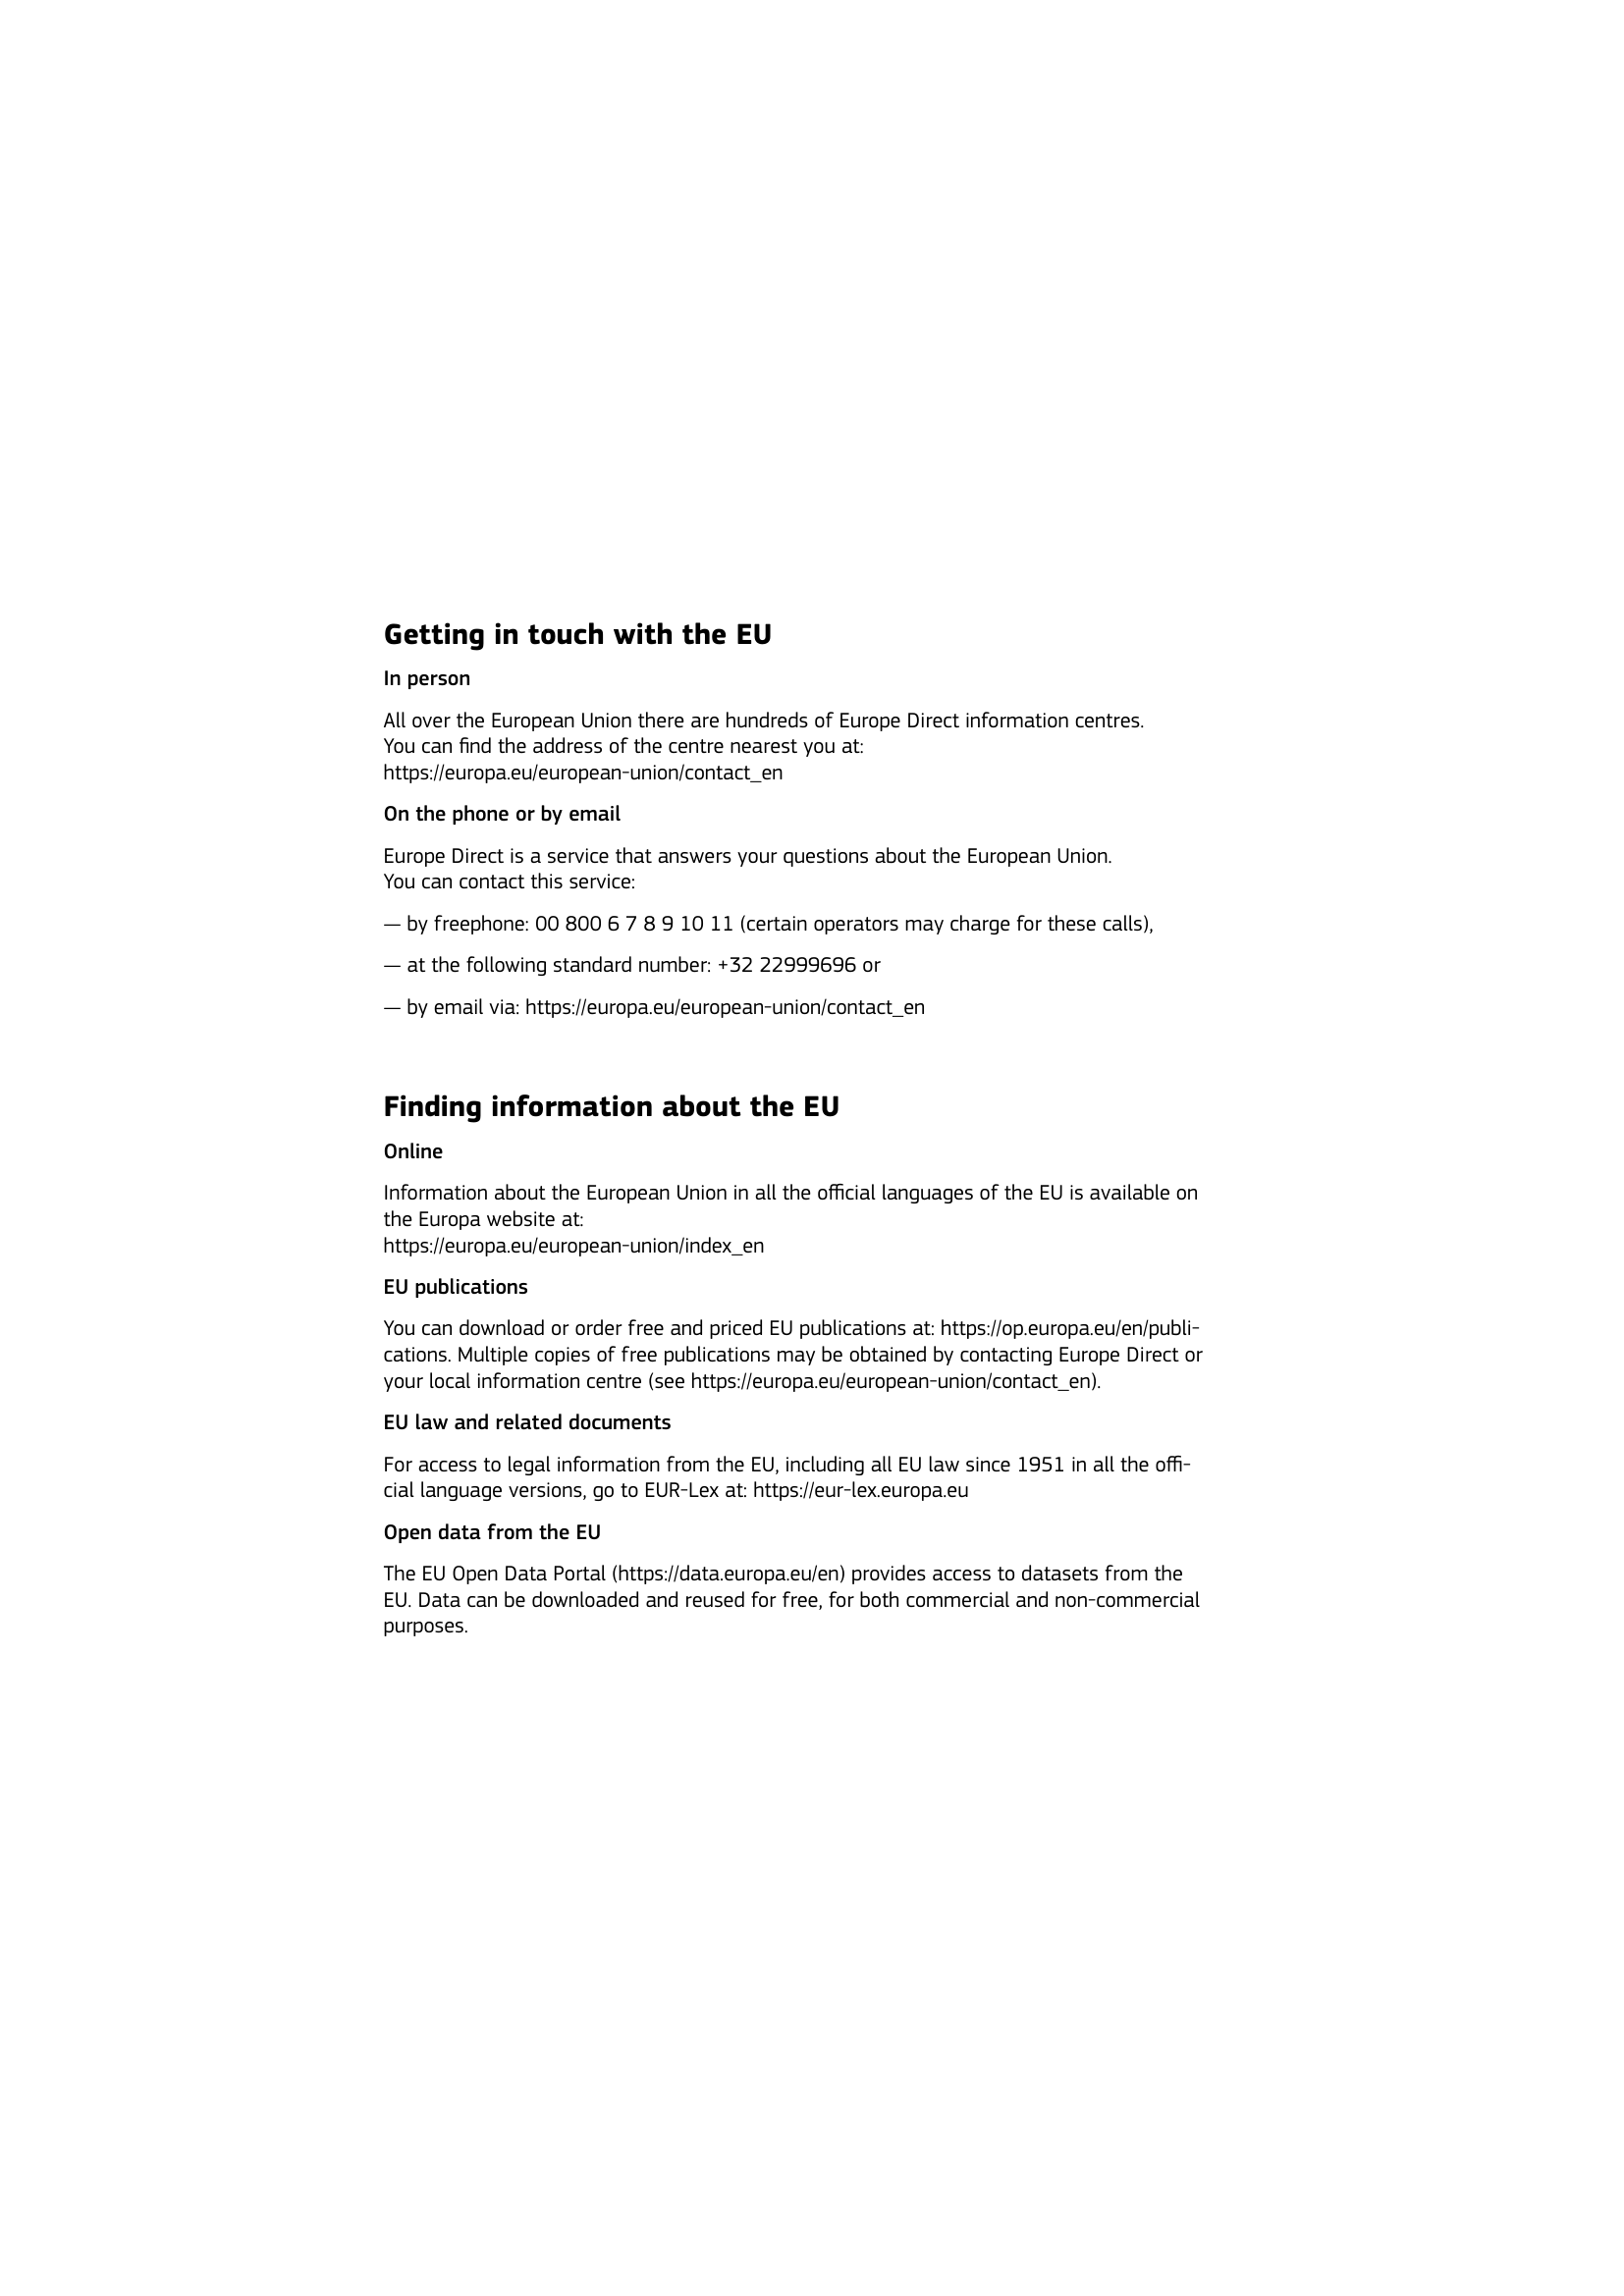 Getting in touch with the EU
In person
All over the European Union there are hundreds of Europe Direct information centres.
You can find the address of the centre nearest you at:
https://europa.eu/european-union/contact_en
On the phone or by email
Europe Direct is a service that answers your questions about the European Union.
You can contact this service:
— by freephone: 00 800 6 7 8 9 10 11 (certain operators may charge for these calls),
— at the following standard number: +32 22999696 or
— by email via: https://europa.eu/european-union/contact_en
Finding information about the EU
Online
Information about the European Union in all the official languages of the EU is available on
the Europa website at:
https://europa.eu/european-union/index_en
EU publications
You can download or order free and priced EU publications at: https://op.europa.eu/en/publi-
cations. Multiple copies of free publications may be obtained by contacting Europe Direct or
your local information centre (see https://europa.eu/european-union/contact_en).
EU law and related documents
For access to legal information from the EU, including all EU law since 1951 in all the offi-
cial language versions, go to EUR-Lex at: https://eur-lex.europa.eu
Open data from the EU
The EU Open Data Portal (https://data.europa.eu/en) provides access to datasets from the
EU. Data can be downloaded and reused for free, for both commercial and non-commercial
purposes.